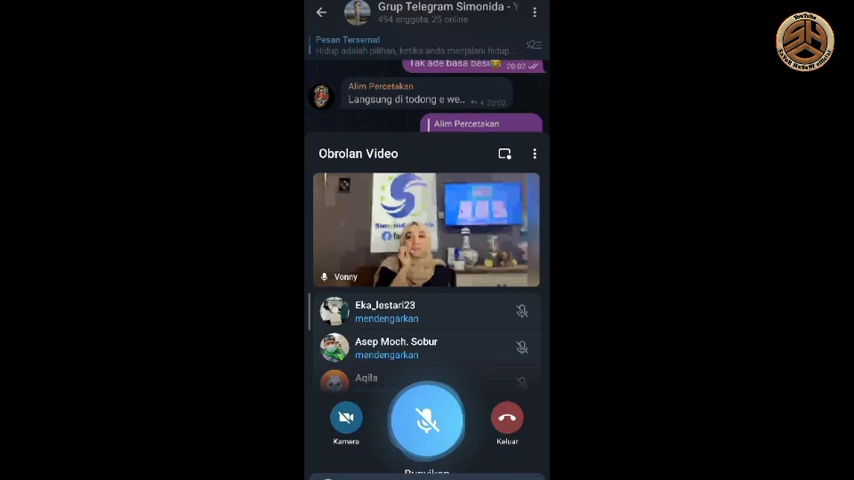 Grup Telegram Simonida - Y
494 anggota, 25 online
Pesan Tersemat
Hidup adalah pilihan, ketika anda menjalani hidup...
Tak ade basa basi
20:02
Alim Percetakan
Langsung di todong e we..
4 20:02
Alim Percetakan
Obrolan Video
Vonny
Eka_lestari23
mendengarkan
Asep Moch. Sobur
mendengarkan
Aqila
Kamera
Keluar
YouTube